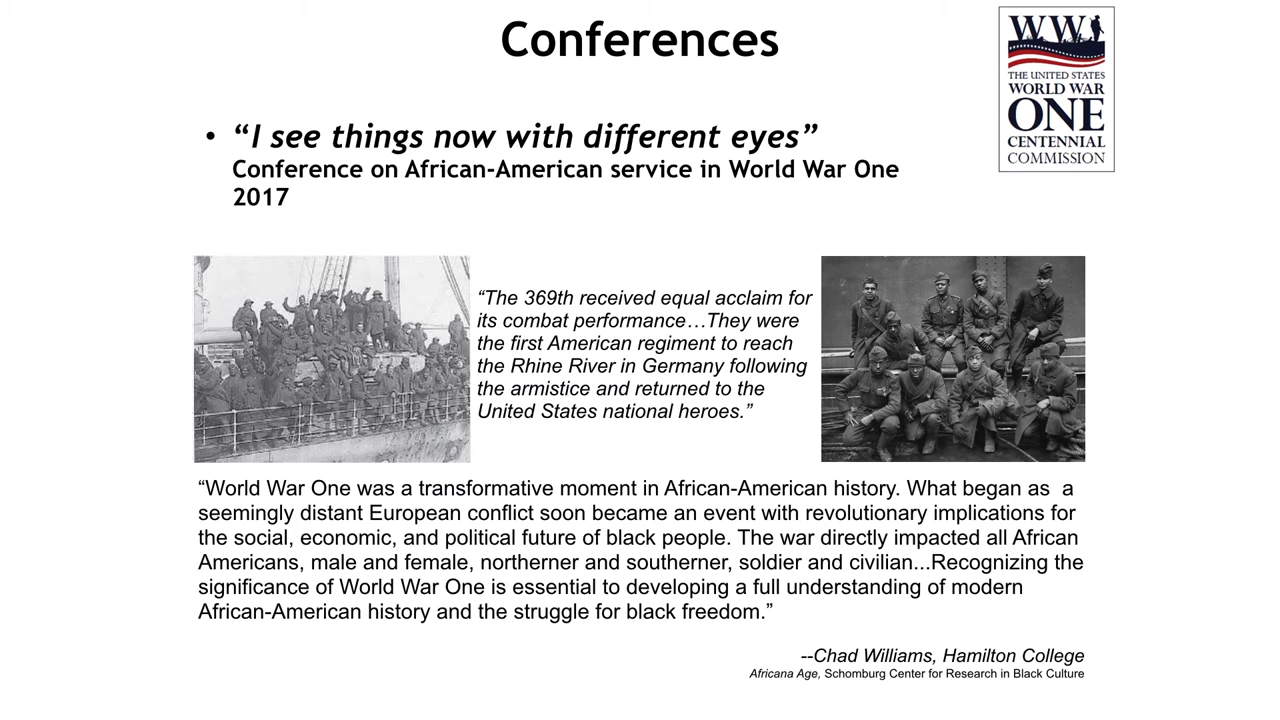 Conferences
WW1
THE UNITED STATES
WORLD WAR
ONE
CENTENNIAL
COMMISSION
• “I see things now with different eyes”
Conference on African-American service in World War One
2017
“The 369th received equal acclaim for
its combat performance…They were
the first American regiment to reach
the Rhine River in Germany following
the armistice and returned to the
United States national heroes.”
“World War One was a transformative moment in African-American history. What began as a
seemingly distant European conflict soon became an event with revolutionary implications for
the social, economic, and political future of black people. The war directly impacted all African
Americans, male and female, northerner and southerner, soldier and civilian...Recognizing the
significance of World War One is essential to developing a full understanding of modern
African-American history and the struggle for black freedom.”
--Chad Williams, Hamilton College
Africana Age, Schomburg Center for Research in Black Culture